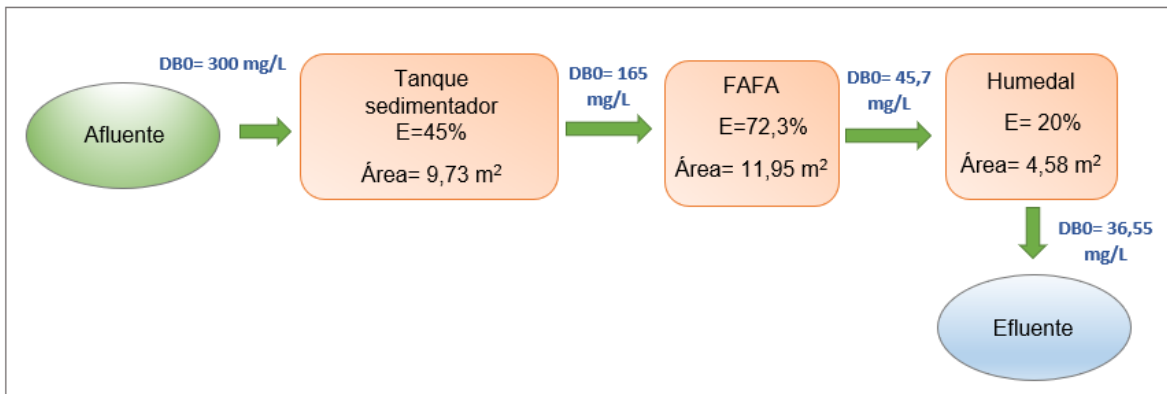 Afluente
DB0= 300 mg/L
Tanque
sedimentador
E=45%
Área= 9,73 m²
DB0= 165
mg/L
FAFA
E=72,3%
Área= 11,95 m²
DB0= 45,7
mg/L
Humedal
E= 20%
Área= 4,58 m²
DB0= 36,55
mg/L
Efluente